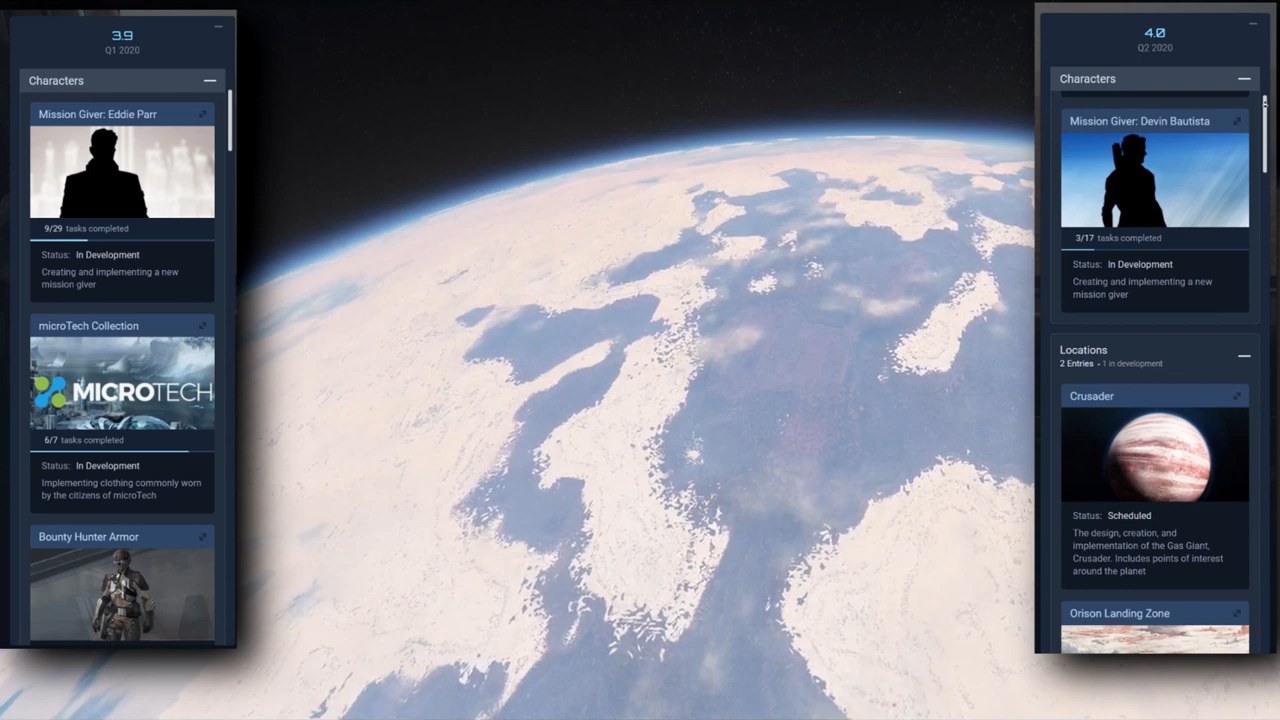 3.9
Q1 2020
Characters
Mission Giver: Eddie Parr
9/29 tasks completed
Status: In Development
Creating and implementing a new
mission giver
microTech Collection
MICROTECH
6/7 tasks completed
Status: In Development
Implementing clothing commonly worn
by the citizens of microTech
Bounty Hunter Armor
4.0
Q2 2020
Characters
Mission Giver: Devin Bautista
3/17 tasks completed
Status: In Development
Creating and implementing a new
mission giver
Locations
2 Entries • 1 in development
Crusader
Status: Scheduled
The design, creation, and
implementation of the Gas Giant,
Crusader. Includes points of interest
around the planet
Orison Landing Zone